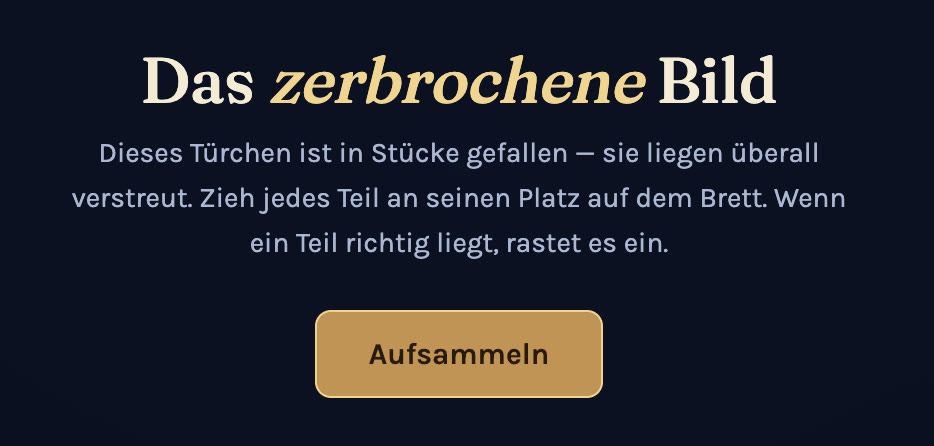 Das zerbrochene Bild
Dieses Türchen ist in Stücke gefallen — sie liegen überall
verstreut. Zieh jedes Teil an seinen Platz auf dem Brett. Wenn
ein Teil richtig liegt, rastet es ein.
Aufsammeln